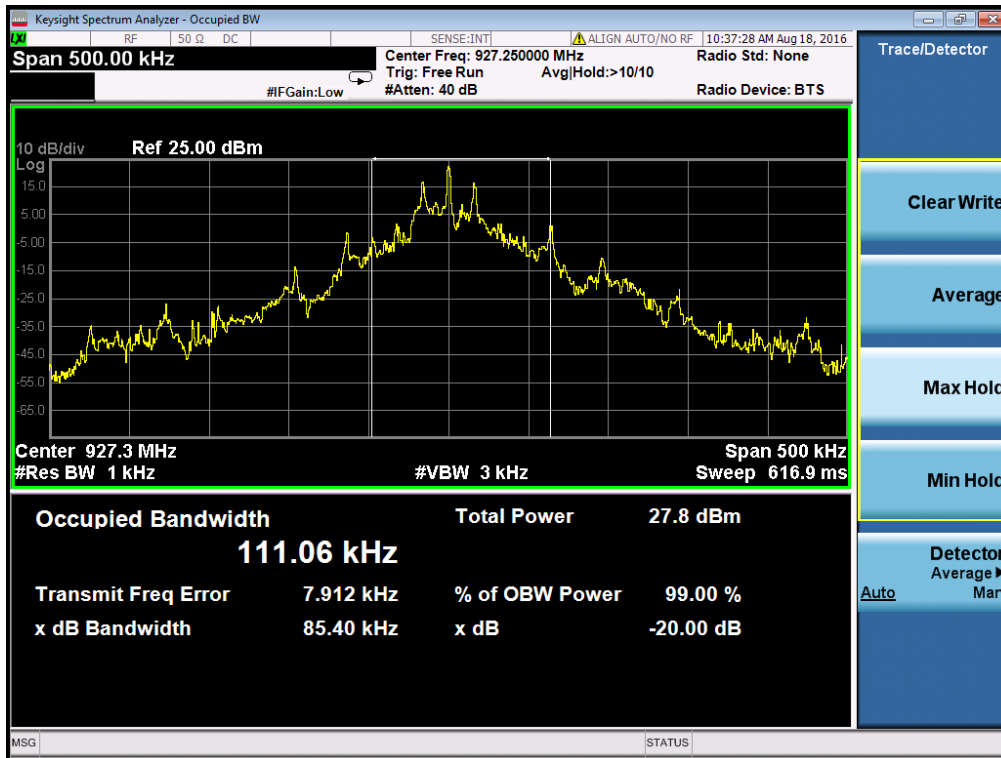 Keysight Spectrum Analyzer - Occupied BW
LXI RF 50 Ω DC SENSE:INT ALIGN AUTO/NO RF 10:37:28 AM Aug 18, 2016
Span 500.00 kHz
Center Freq: 927.250000 MHz Radio Std: None
Trig: Free Run Avg|Hold:>10/10
#IFGain:Low #Atten: 40 dB Radio Device: BTS
Trace/Detector
10 dB/div Ref 25.00 dBm
Log
15.0
5.00
-5.00
-15.0
-25.0
-35.0
-45.0
-55.0
-65.0
Center 927.3 MHz Span 500 kHz
#Res BW 1 kHz #VBW 3 kHz Sweep 616.9 ms
Occupied Bandwidth Total Power 27.8 dBm
111.06 kHz
Transmit Freq Error 7.912 kHz % of OBW Power 99.00 %
x dB Bandwidth 85.40 kHz x dB -20.00 dB
Clear Write
Average
Max Hold
Min Hold
Detector
Average
Auto Man
MSG STATUS